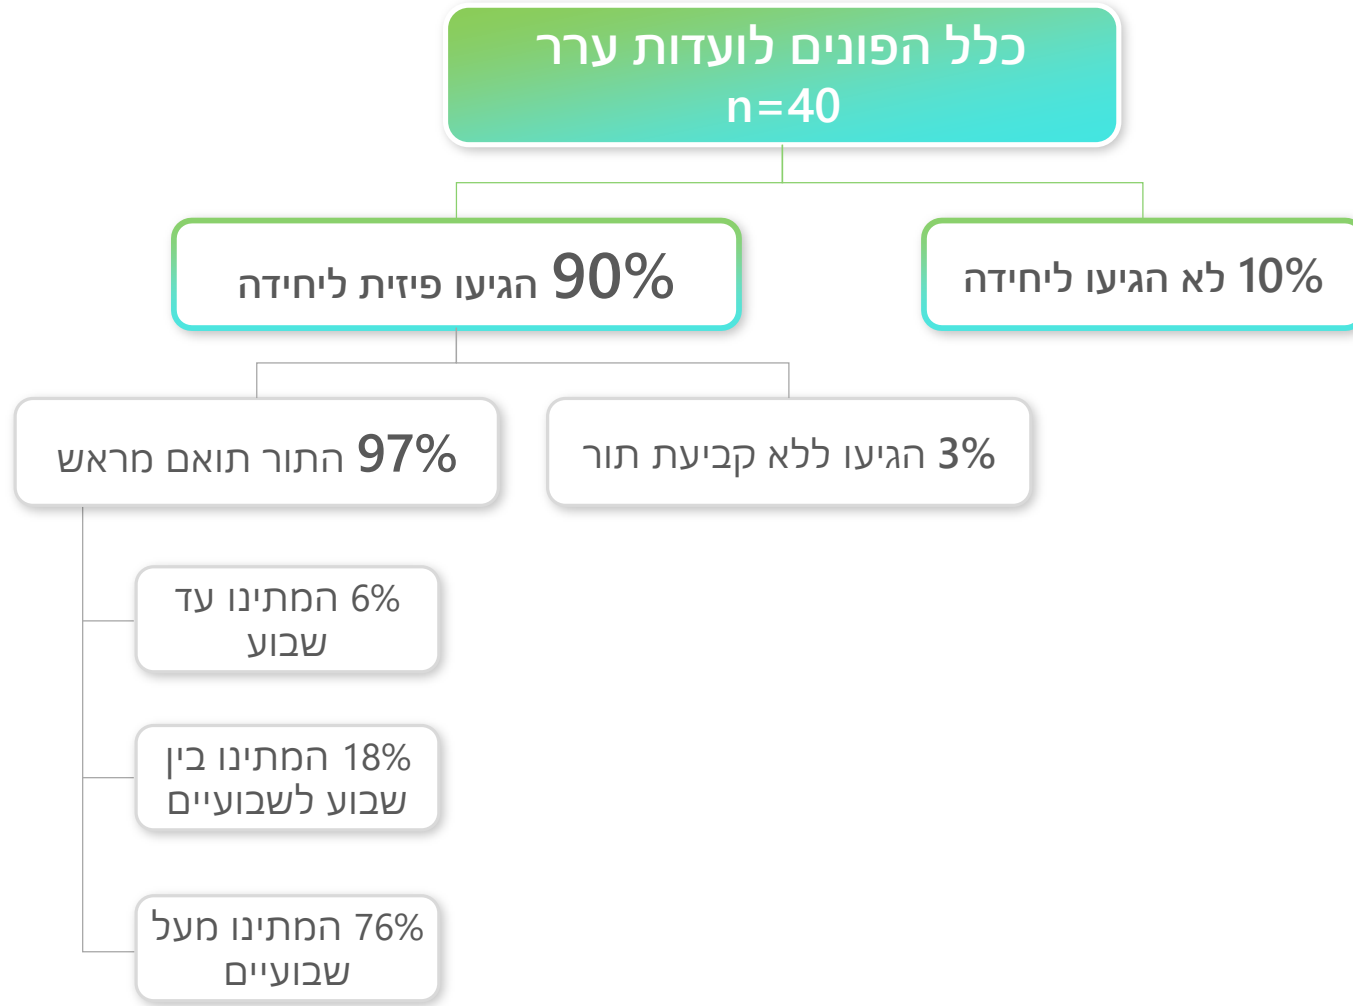 כלל הפונים לועדות ערר
n=40
10% לא הגיעו ליחידה
90% הגיעו פיזית ליחידה
3% הגיעו ללא קביעת תור
97% התור תואם מראש
6% המתינו עד
שבוע
18% המתינו בין
שבוע לשבועיים
76% המתינו מעל
שבועיים